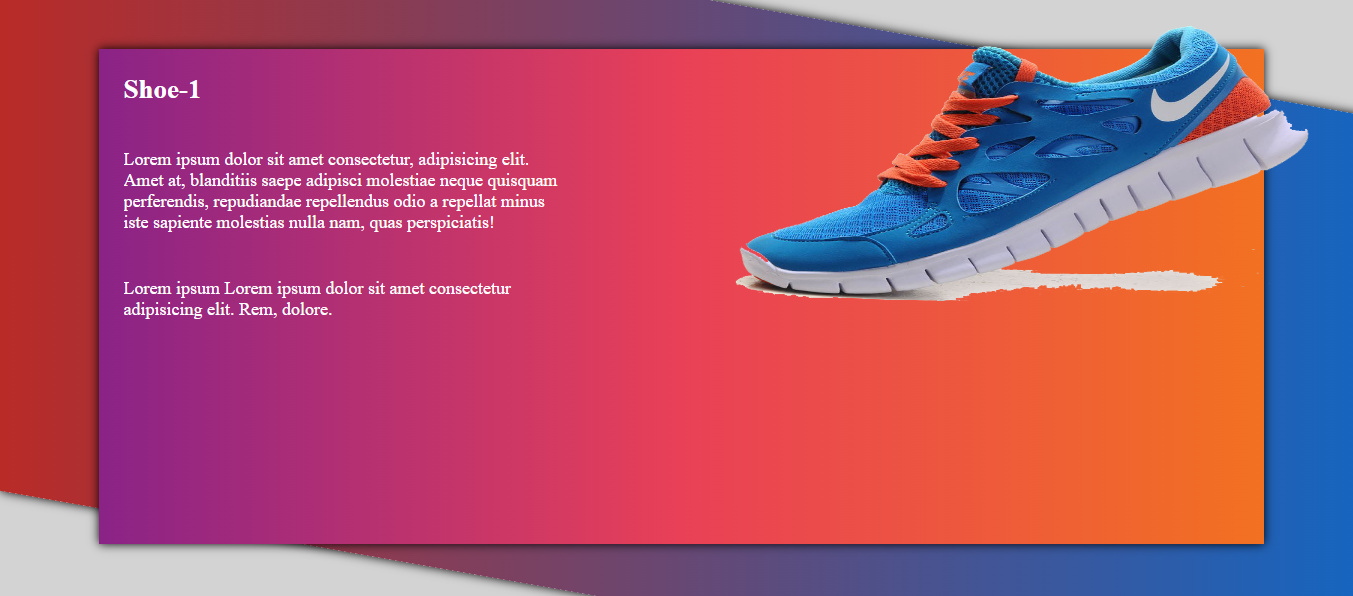 Shoe-1
Lorem ipsum dolor sit amet consectetur, adipisicing elit.
Amet at, blanditiis saepe adipisci molestiae neque quisquam
perferendis, repudiandae repellendus odio a repellat minus
iste sapiente molestias nulla nam, quas perspiciatis!
Lorem ipsum Lorem ipsum dolor sit amet consectetur
adipisicing elit. Rem, dolore.